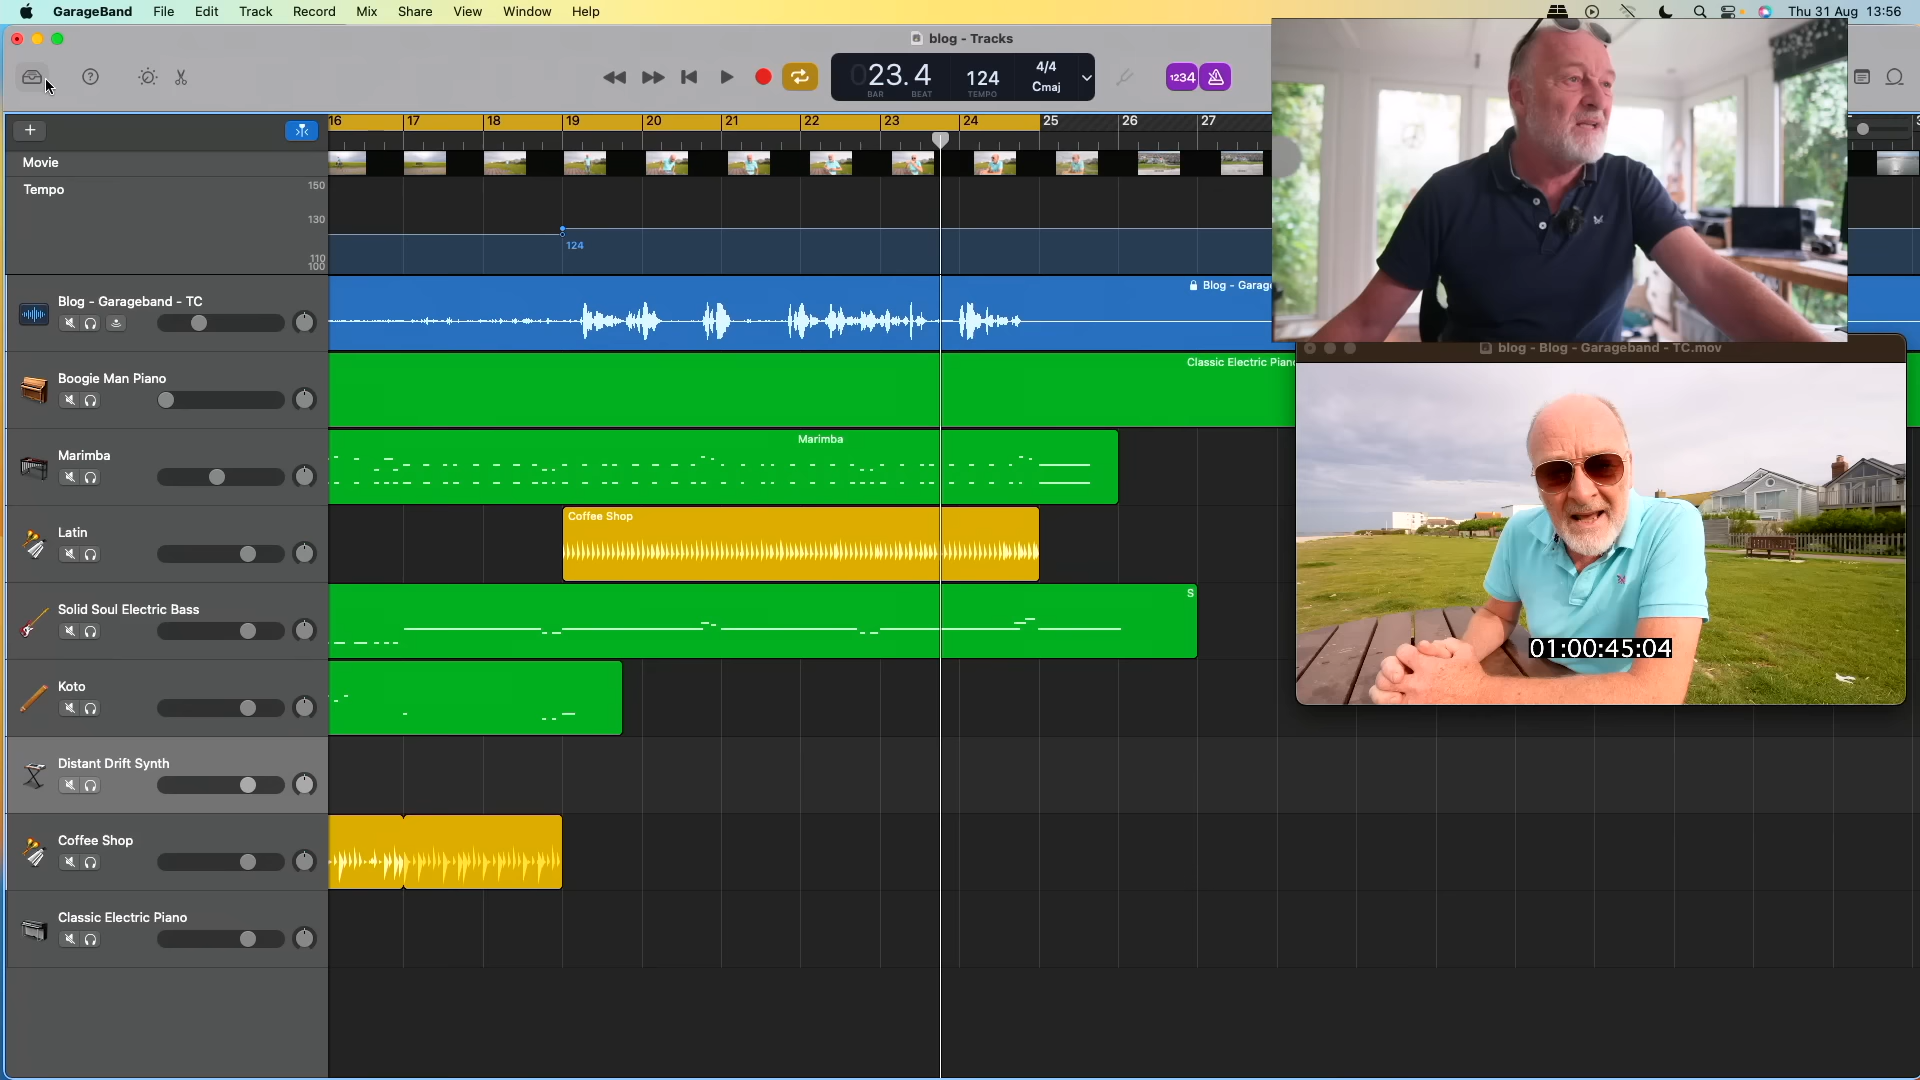 GarageBand File Edit Track Record Mix Share View Window Help Thu 31 Aug 13:56
blog - Tracks
023.4 124 4/4 Cmaj
BAR BEAT TEMPO
1234
16 17 18 19 20 21 22 23 24 25 26 27
Movie
Tempo 150
130
124
110
100
Blog - Garageband - TC
Blog - Garage
Boogie Man Piano
Classic Electric Piano
Marimba
Marimba
Latin
Coffee Shop
Solid Soul Electric Bass
S
Koto
Distant Drift Synth
Coffee Shop
Classic Electric Piano
blog - Blog - Garageband - TC.mov
01:00:45:04